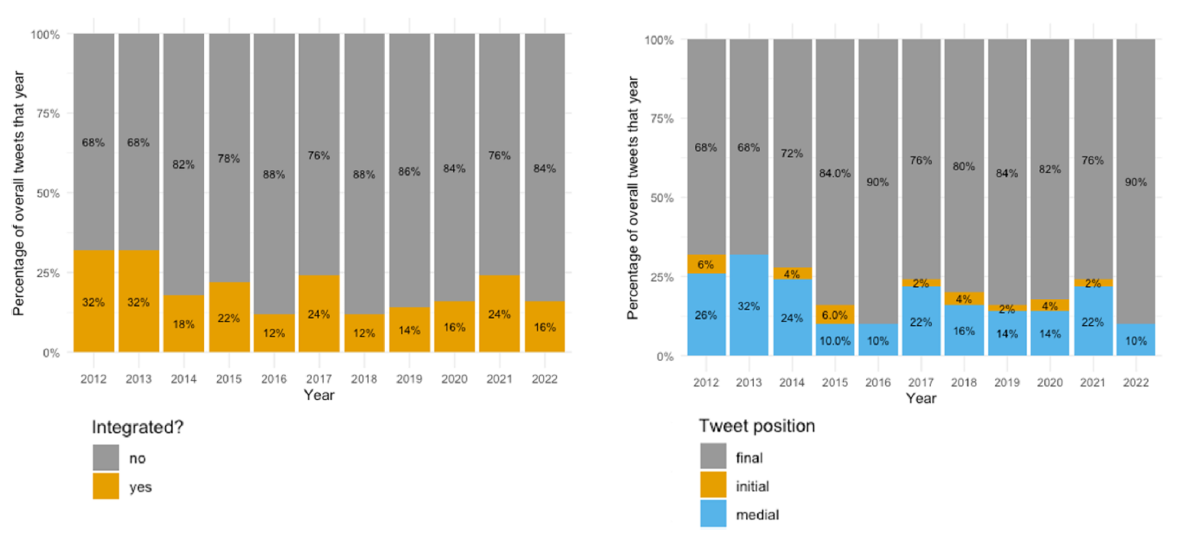 Percentage of overall tweets that year
100%
75%
50%
25%
0%
68% 68% 82% 78% 88% 76% 88% 86% 84% 76% 84%
32% 32% 18% 22% 12% 24% 12% 14% 16% 24% 16%
2012 2013 2014 2015 2016 2017 2018 2019 2020 2021 2022
Year
Integrated?
no
yes
Percentage of overall tweets that year
100%
75%
50%
25%
0%
68% 68% 72% 84.0% 90% 76% 80% 84% 82% 76% 90%
6% 4% 6.0% 2% 4% 2% 4% 2%
26% 32% 24% 10.0% 10% 22% 16% 14% 14% 22% 10%
2012 2013 2014 2015 2016 2017 2018 2019 2020 2021 2022
Year
Tweet position
final
initial
medial